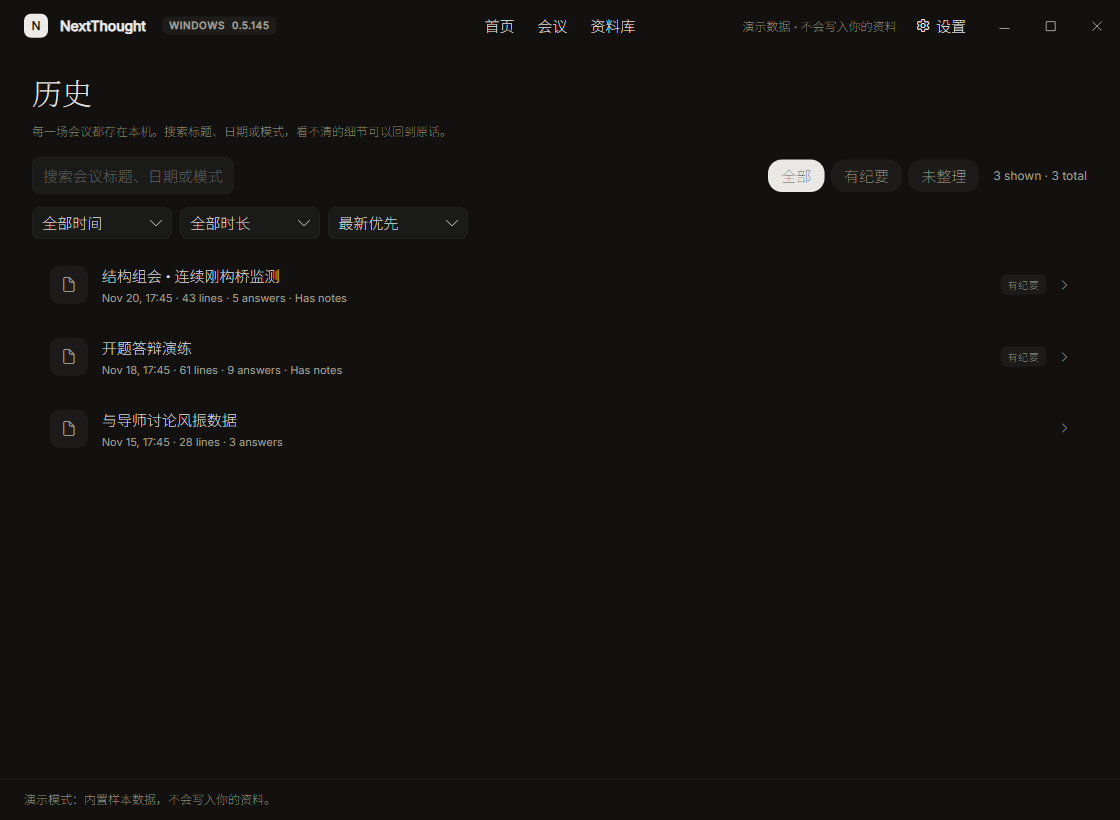 N NextThought WINDOWS 0.5.145 首页 会议 资料库 演示数据 · 不会写入你的资料 设置
历史
每一场会议都存在本机。搜索标题、日期或模式，看不清的细节可以回到原话。
搜索会议标题、日期或模式 全部 有纪要 未整理 3 shown · 3 total
全部时间 全部时长 最新优先
结构组会 · 连续刚构桥监测
Nov 20, 17:45 · 43 lines · 5 answers · Has notes
有纪要
开题答辩演练
Nov 18, 17:45 · 61 lines · 9 answers · Has notes
有纪要
与导师讨论风振数据
Nov 15, 17:45 · 28 lines · 3 answers
演示模式：内置样本数据，不会写入你的资料。